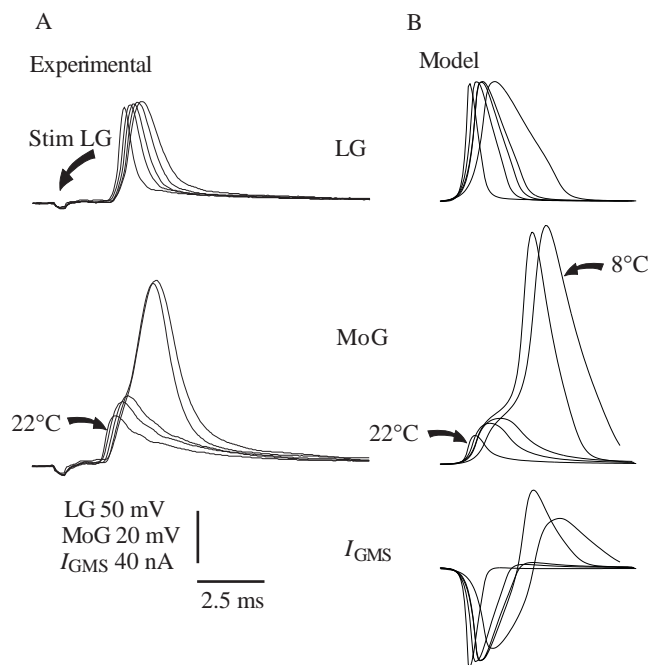 A
B
Experimental
Model
Stim LG
LG
8°C
MoG
22°C
22°C
LG 50 mV
MoG 20 mV
IGMS 40 nA
IGMS
2.5 ms